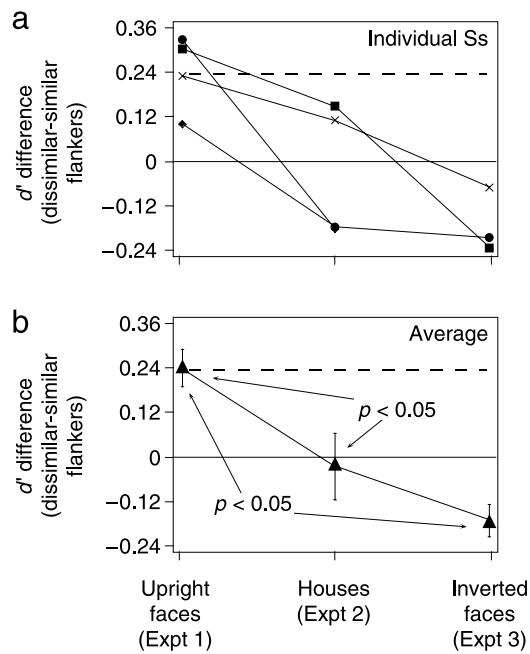 a
Individual Ss
d' difference
(dissimilar-similar
flankers)
0.36
0.24
0.12
0
−0.12
−0.24
b
Average
d' difference
(dissimilar-similar
flankers)
0.36
0.24
0.12
0
−0.12
−0.24
p < 0.05
p < 0.05
Upright
faces
(Expt 1)
Houses
(Expt 2)
Inverted
faces
(Expt 3)